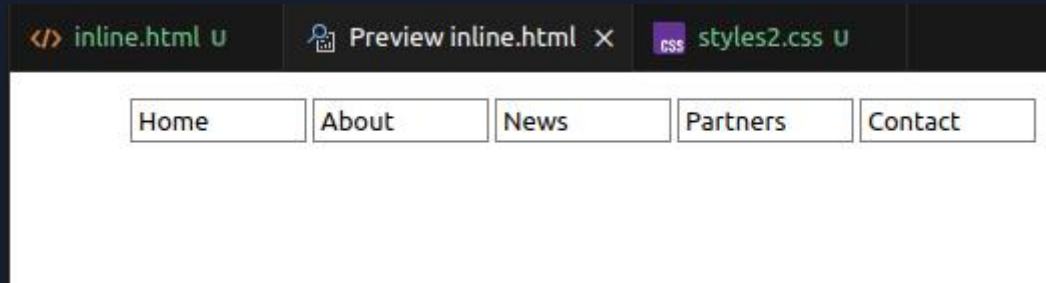 </> inline.html U Preview inline.html × css styles2.css U
Home About News Partners Contact